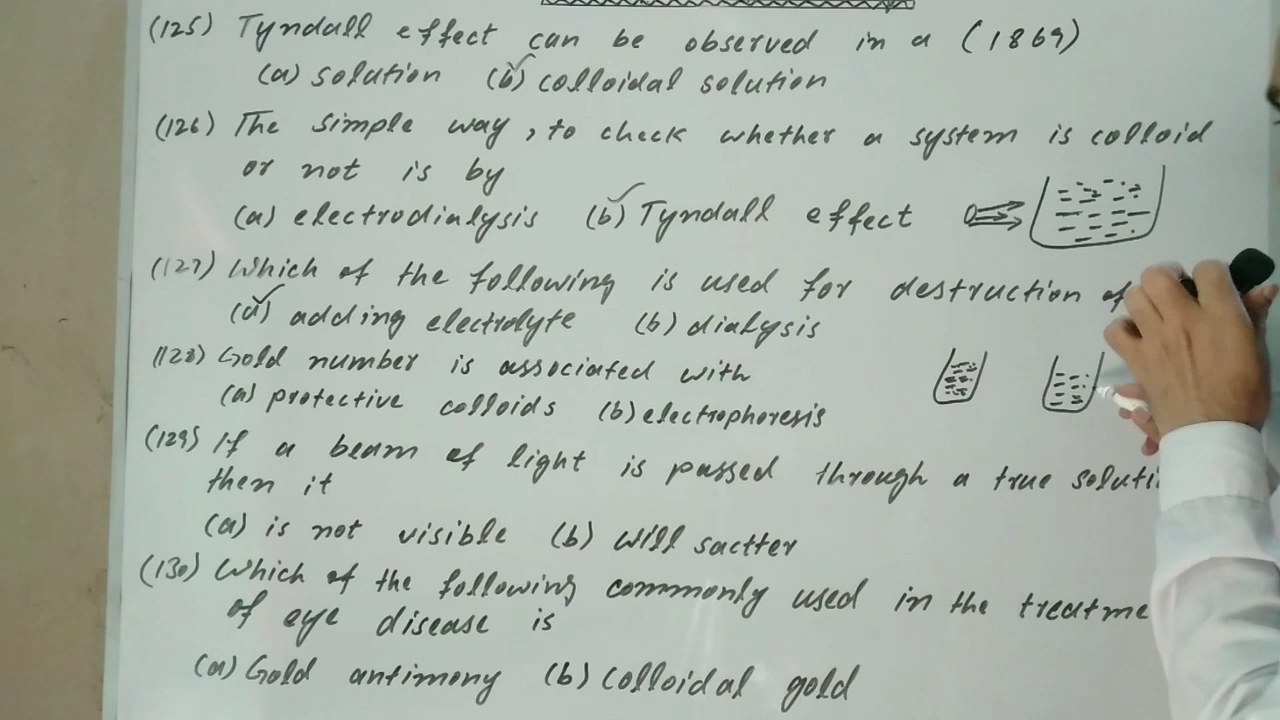 (125) Tyndall effect can be observed in a (1869)
(a) solution (b) colloidal solution
(126) The simple way, to check whether a system is colloid
or not is by
(a) electrodialysis (b) Tyndall effect
(127) Which of the following is used for destruction of
(a) adding electrolyte (b) dialysis
(128) Gold number is associated with
(a) protective colloids (b) electrophoresis
(129) If a beam of light is passed through a true soluti
then it
(a) is not visible (b) will sactter
(130) Which of the following commonly used in the treatme
of eye disease is
(a) Gold antimony (b) colloidal gold